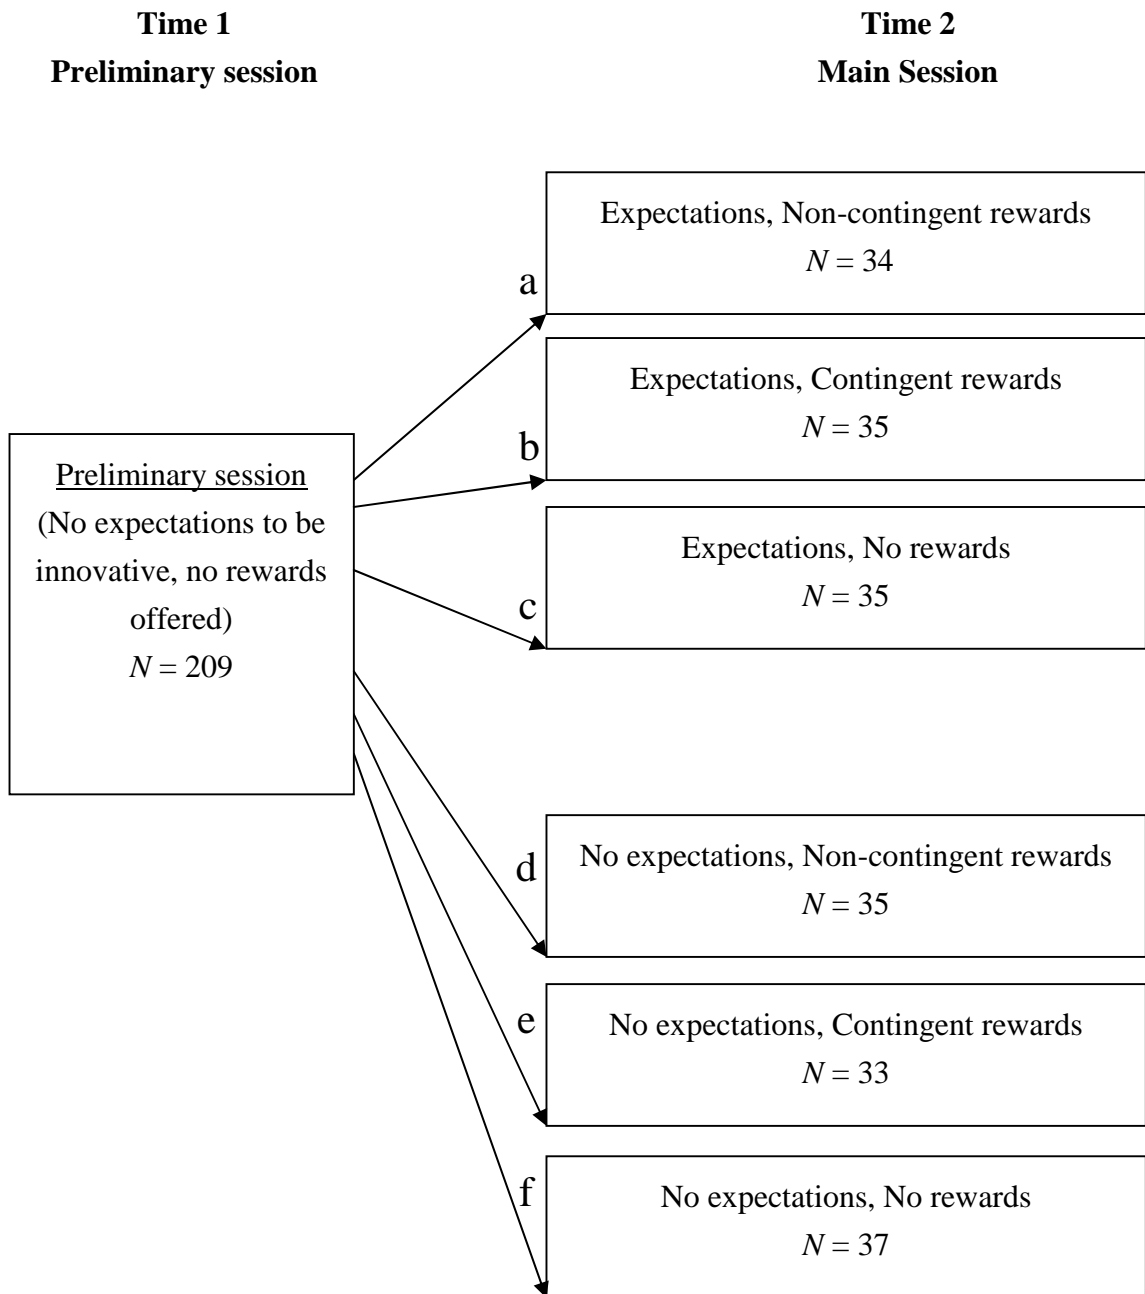 Time 1
Preliminary session
Time 2
Main Session
Preliminary session
(No expectations to be
innovative, no rewards
offered)
N = 209
a
Expectations, Non-contingent rewards
N = 34
b
Expectations, Contingent rewards
N = 35
c
Expectations, No rewards
N = 35
d
No expectations, Non-contingent rewards
N = 35
e
No expectations, Contingent rewards
N = 33
f
No expectations, No rewards
N = 37